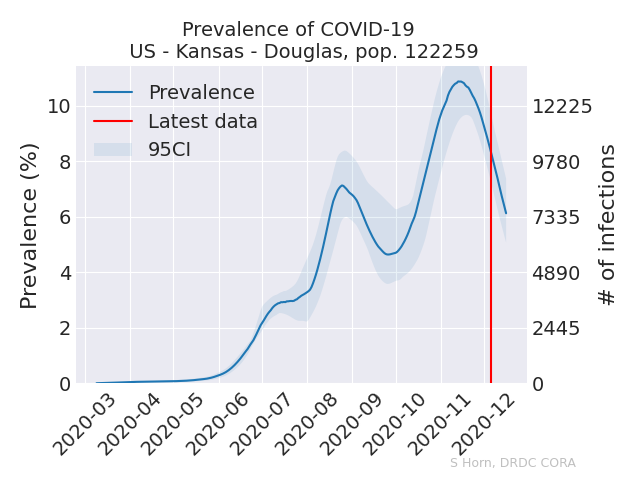 Prevalence of COVID-19
US - Kansas - Douglas, pop. 122259
Prevalence
Latest data
95CI
Prevalence (%)
0
2
4
6
8
10
0
2445
4890
7335
9780
12225
# of infections
2020-03
2020-04
2020-05
2020-06
2020-07
2020-08
2020-09
2020-10
2020-11
2020-12
S Horn, DRDC CORA